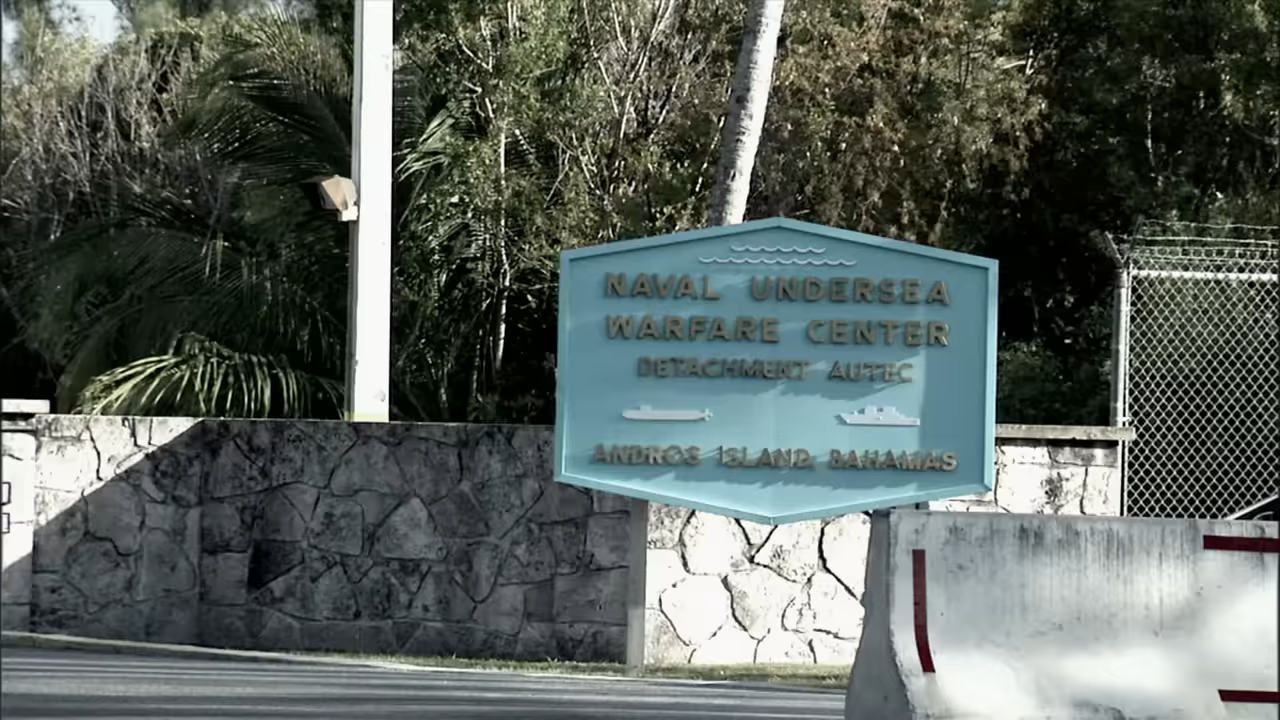 NAVAL UNDERSEA
WARFARE CENTER
DETACHMENT AUTEC
ANDROS ISLAND, BAHAMAS